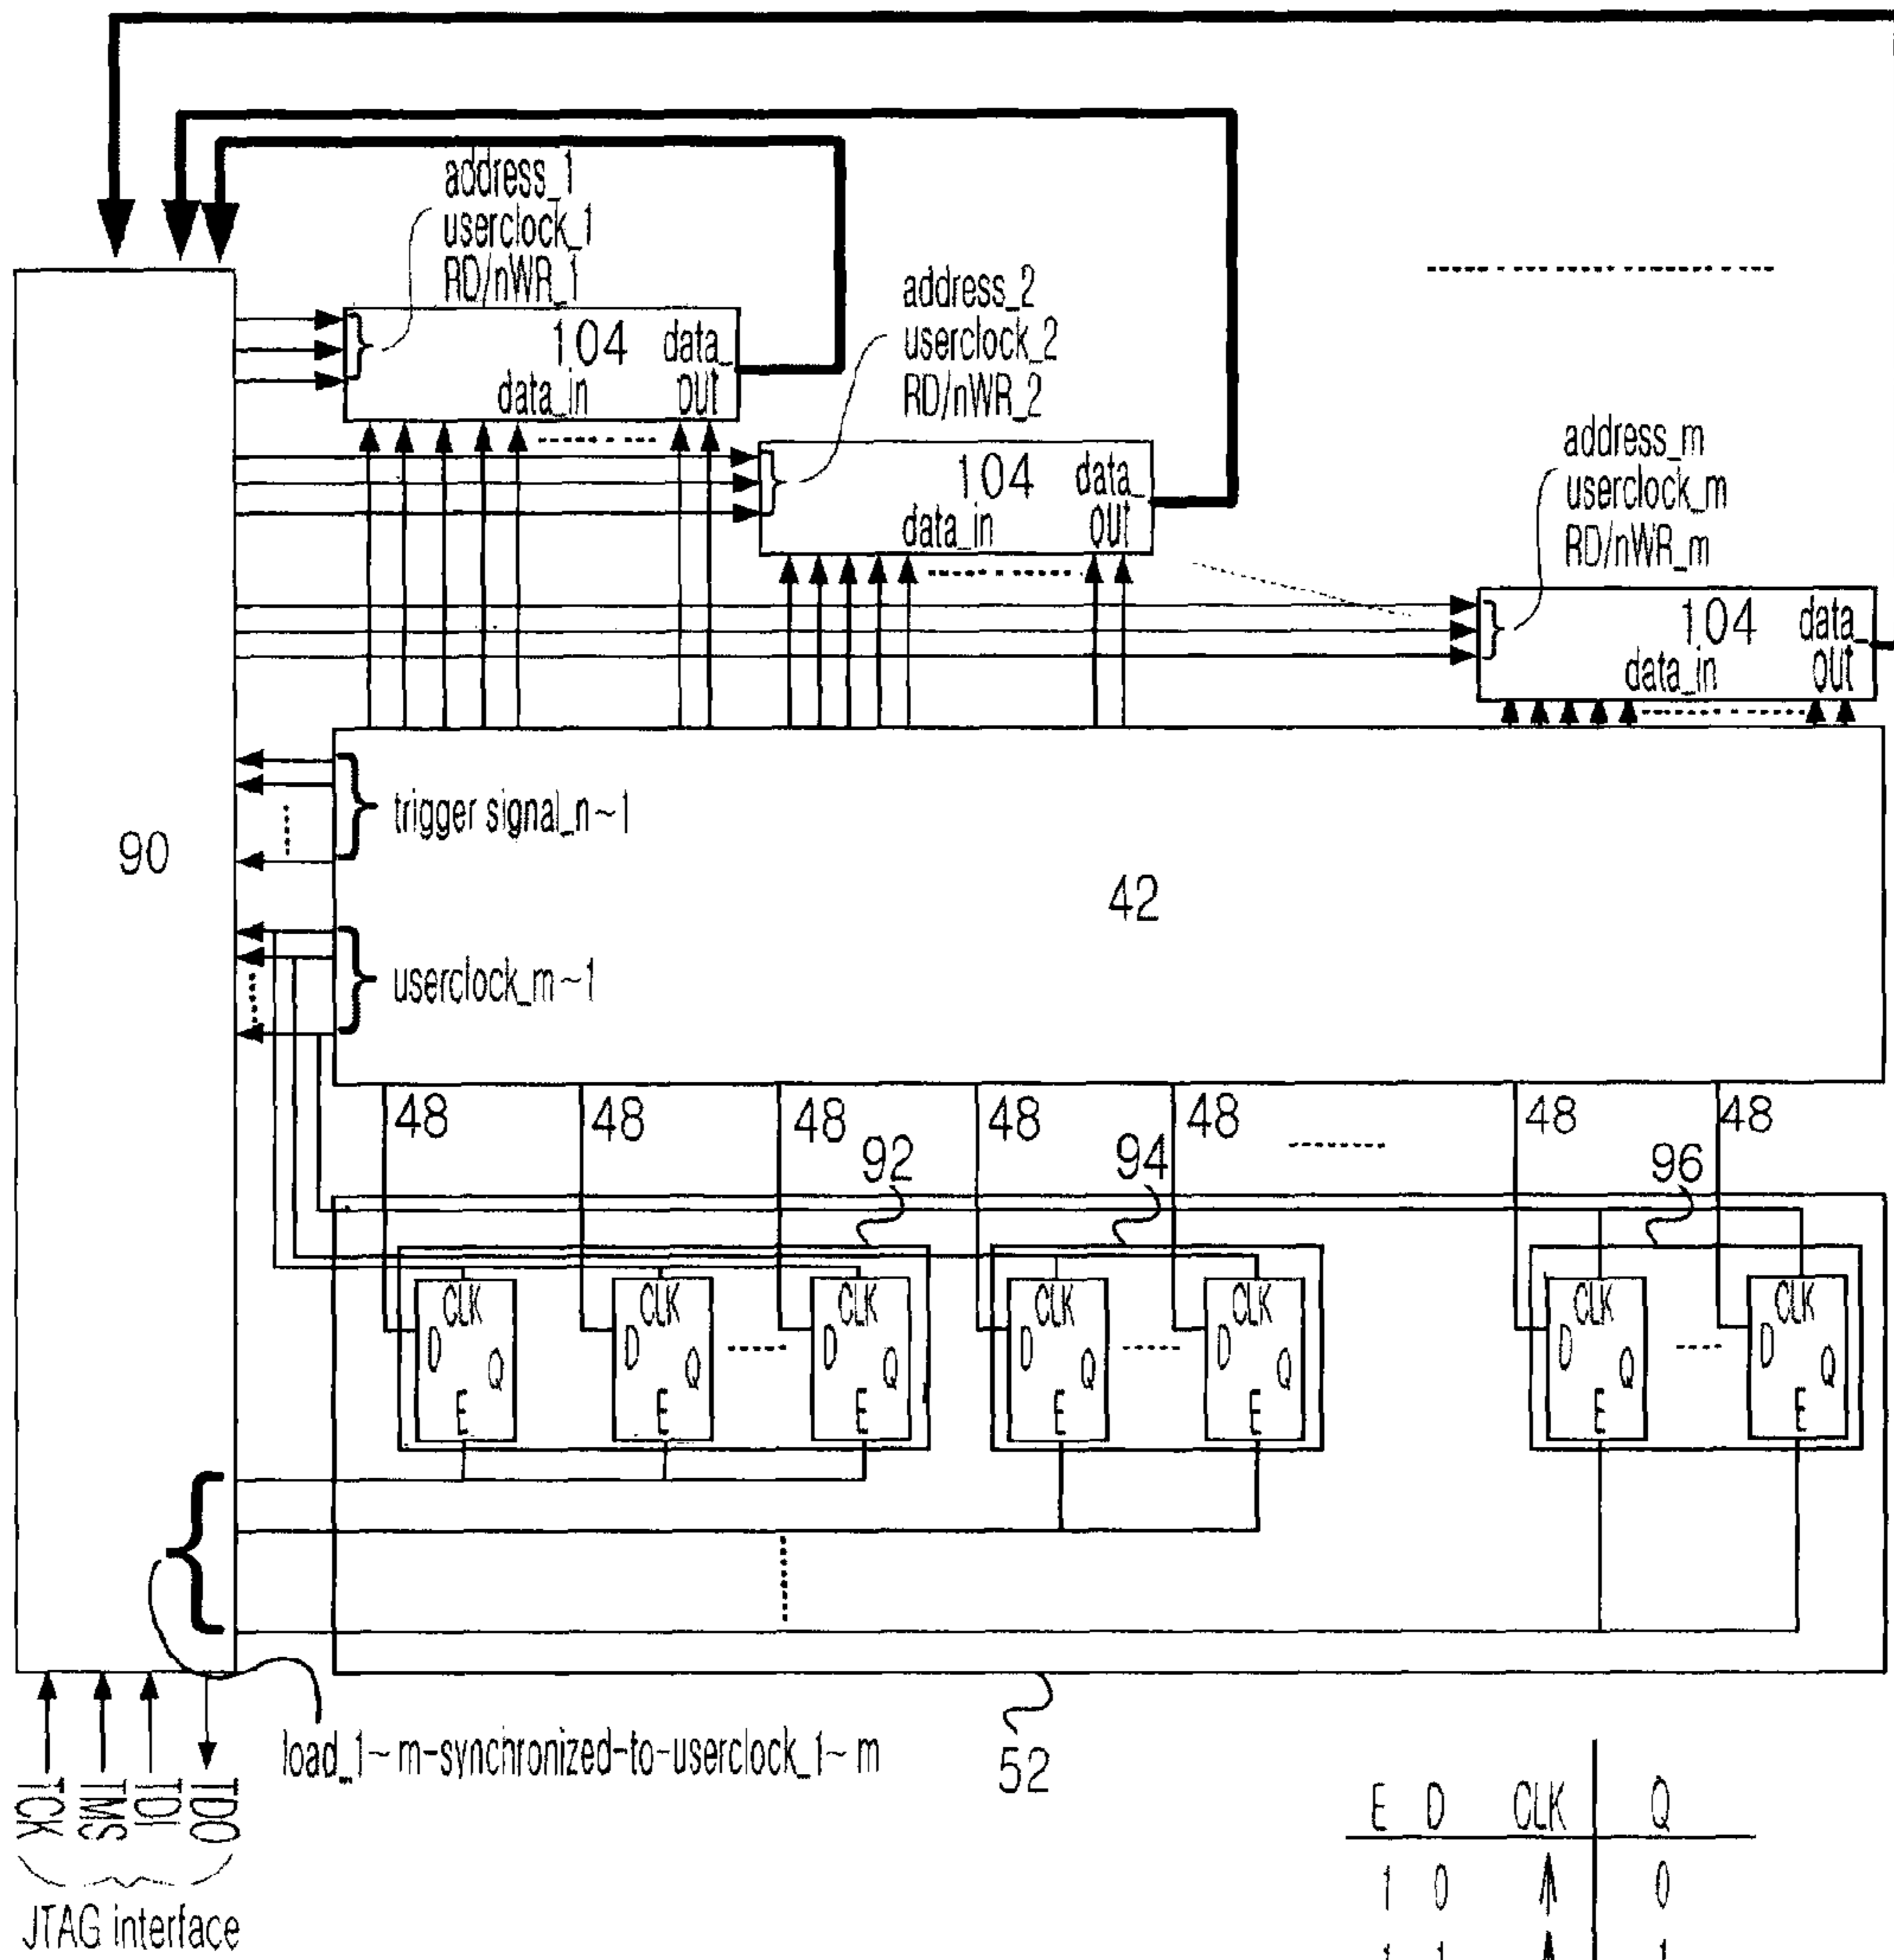 address_1
userclock_1
RD/nWR_1
104
data_
data_in
out
address_2
userclock_2
RD/nWR_2
104
data_
data_in
out
address_m
userclock_m
RD/nWR_m
104
data_
data_in
out
90
trigger signal_n~1
42
userclock_m~1
48 48 48 48 48 48 48
92 94 96
CLK CLK CLK CLK CLK CLK CLK
D D D D D D D
Q Q Q Q Q Q Q
E E E E E E E
load_1~m-synchronized-to-userclock_1~m
52
TCK
TMS
TDI
TDO
JTAG interface
E D CLK Q
1 0 ↑ 0
1 1 ↑ 1